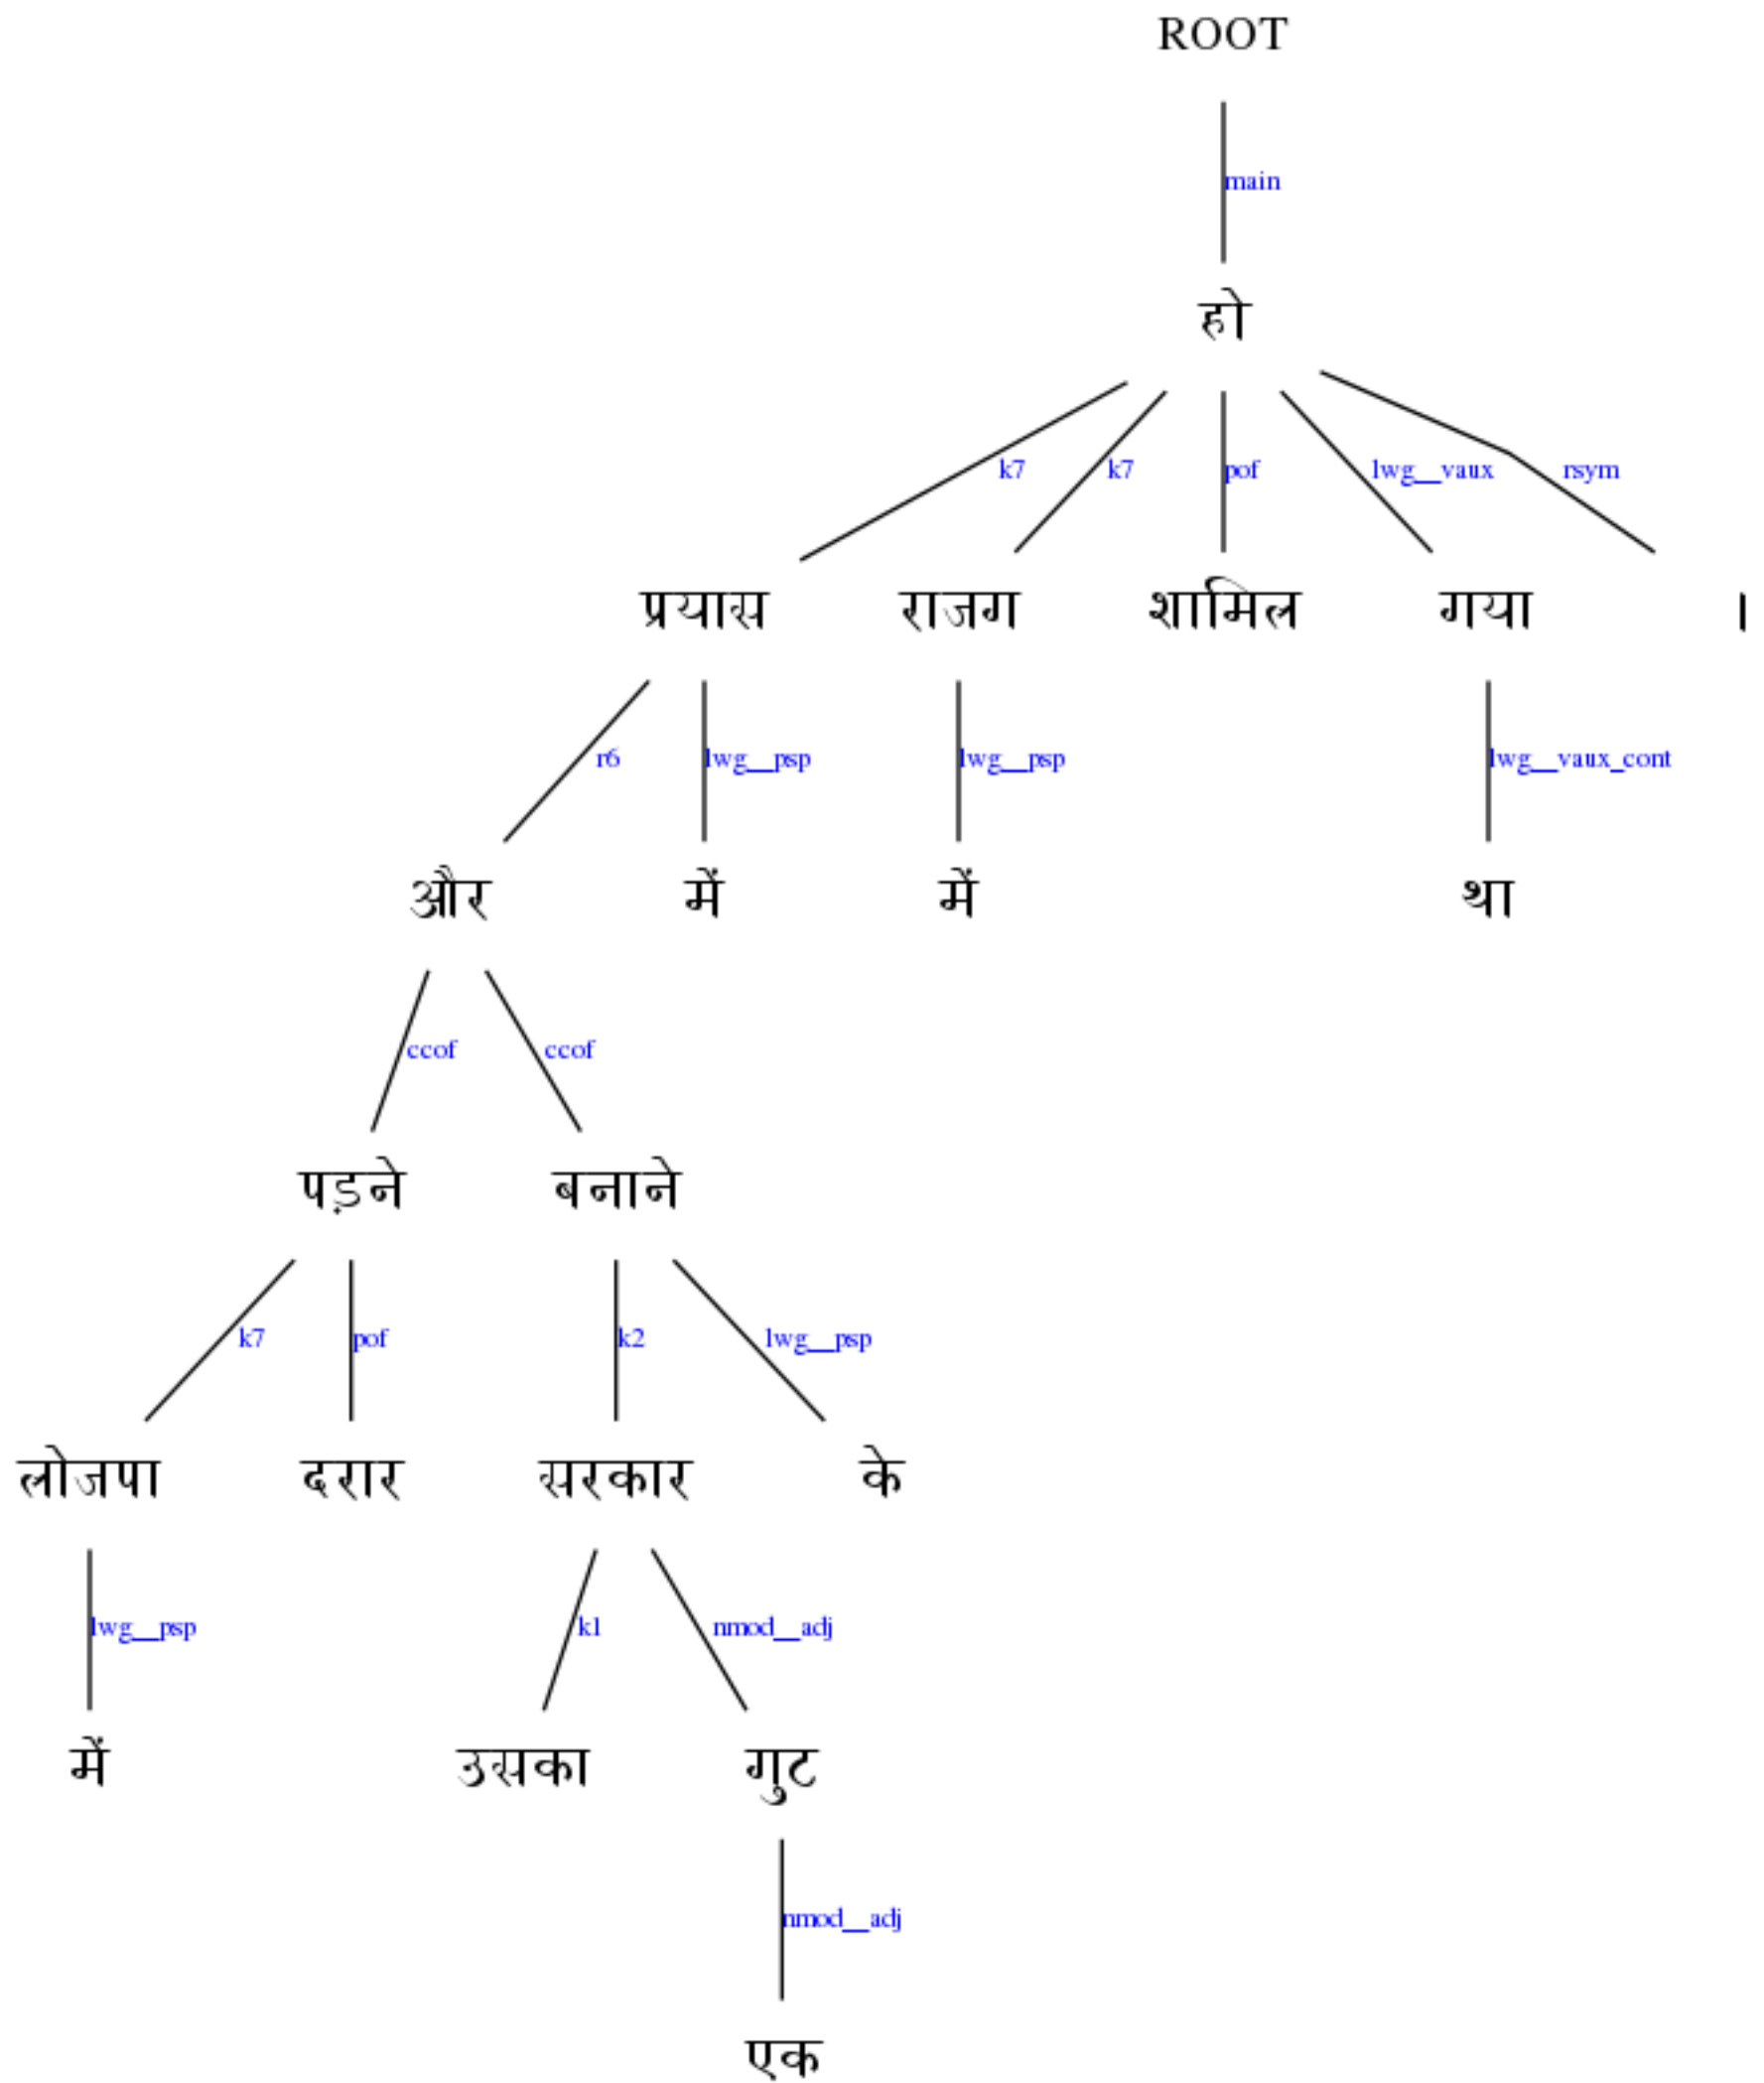 ROOT
main
हो
k7 k7 pof lwg__vaux rsym
प्रयास राजग शामिल गया ।
r6 lwg__psp lwg__psp lwg__vaux_cont
और में में था
ccof ccof
पड़ने बनाने
k7 pof k2 lwg__psp
लोजपा दरार सरकार के
lwg__psp k1 nmod__adj
में उसका गुट
nmod__adj
एक